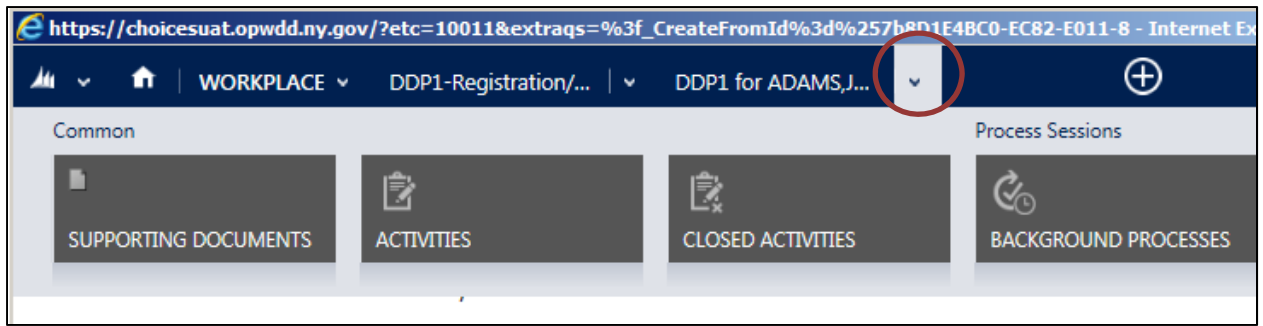 https://choicesuat.opwdd.ny.gov/?etc=10011&extraqs=%3f_CreateFromId%3d%257b8D1E4BC0-EC82-E011-8 - Internet Ex
WORKPLACE DDP1-Registration/... DDP1 for ADAMS,J...
Common Process Sessions
SUPPORTING DOCUMENTS ACTIVITIES CLOSED ACTIVITIES BACKGROUND PROCESSES